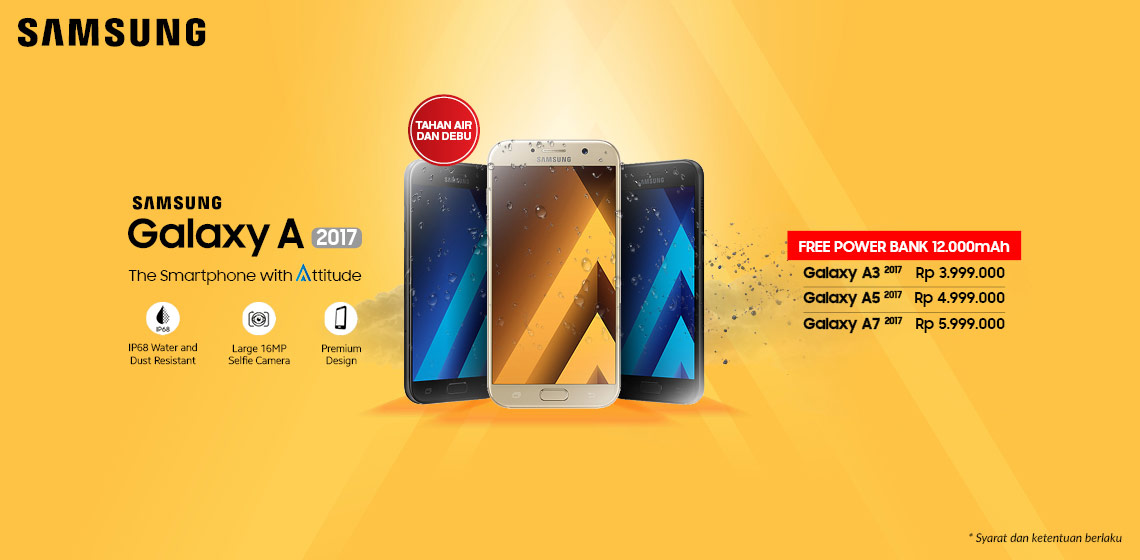 SAMSUNG
TAHAN AIR
DAN DEBU
SAMSUNG
SAMSUNG
SAMSUNG
SAMSUNG
Galaxy A 2017
The Smartphone with Attitude
IP68
IP68 Water and
Dust Resistant
Large 16MP
Selfie Camera
Premium
Design
FREE POWER BANK 12.000mAh
Galaxy A3 2017 Rp 3.999.000
Galaxy A5 2017 Rp 4.999.000
Galaxy A7 2017 Rp 5.999.000
* Syarat dan ketentuan berlaku